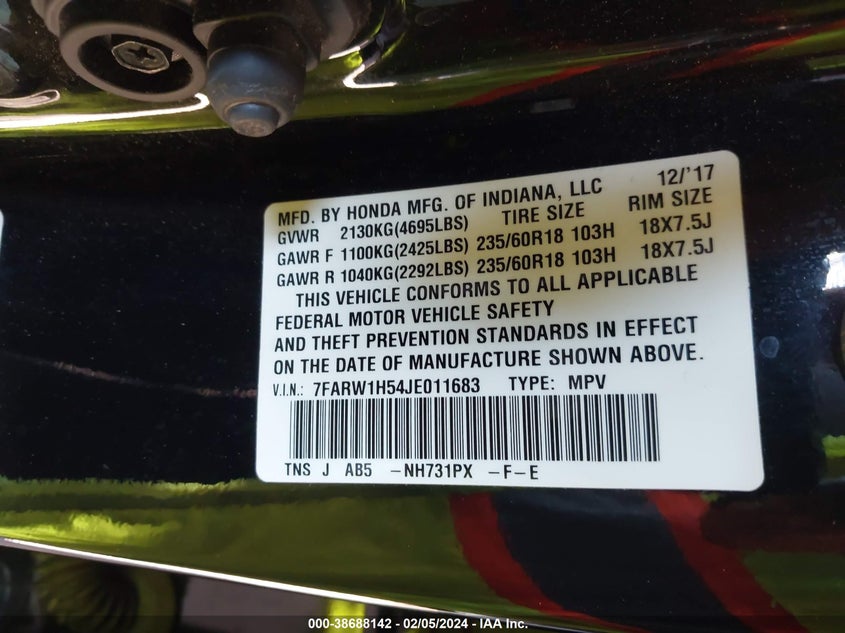 MFD. BY HONDA MFG. OF INDIANA, LLC 12/'17
GVWR 2130KG(4695LBS) TIRE SIZE RIM SIZE
GAWR F 1100KG(2425LBS) 235/60R18 103H 18X7.5J
GAWR R 1040KG(2292LBS) 235/60R18 103H 18X7.5J
THIS VEHICLE CONFORMS TO ALL APPLICABLE
FEDERAL MOTOR VEHICLE SAFETY
AND THEFT PREVENTION STANDARDS IN EFFECT
ON THE DATE OF MANUFACTURE SHOWN ABOVE.
V.I.N.: 7FARW1H54JE011683 TYPE: MPV
TNS J AB5 -NH731PX -F-E
000-38688142 - 02/05/2024 - IAA Inc.